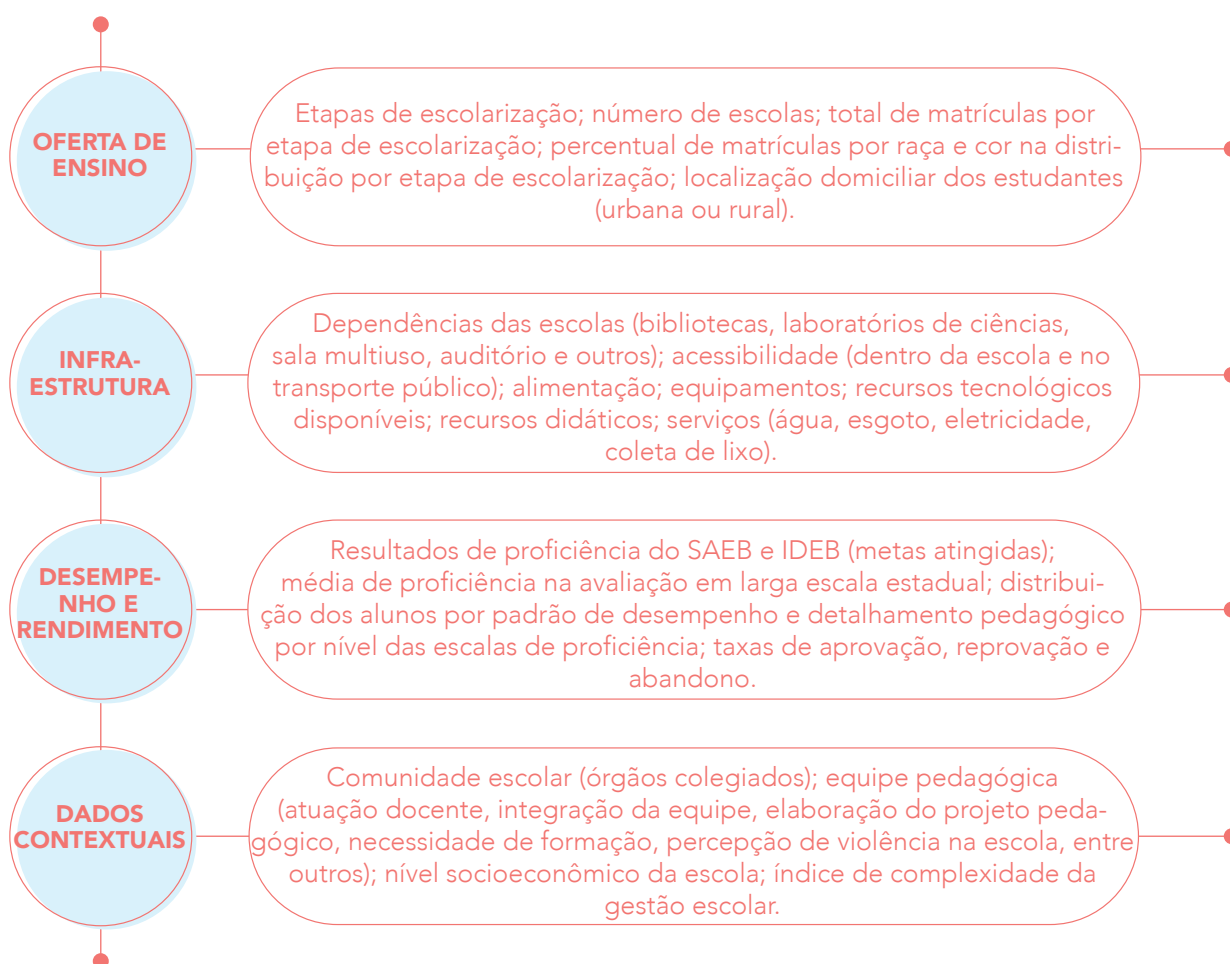 OFERTA DE
ENSINO
Etapas de escolarização; número de escolas; total de matrículas por
etapa de escolarização; percentual de matrículas por raça e cor na distri-
buição por etapa de escolarização; localização domiciliar dos estudantes
(urbana ou rural).
INFRA-
ESTRUTURA
Dependências das escolas (bibliotecas, laboratórios de ciências,
sala multiuso, auditório e outros); acessibilidade (dentro da escola e no
transporte público); alimentação; equipamentos; recursos tecnológicos
disponíveis; recursos didáticos; serviços (água, esgoto, eletricidade,
coleta de lixo).
DESEMPE-
NHO E
RENDIMENTO
Resultados de proficiência do SAEB e IDEB (metas atingidas);
média de proficiência na avaliação em larga escala estadual; distribui-
ção dos alunos por padrão de desempenho e detalhamento pedagógico
por nível das escalas de proficiência; taxas de aprovação, reprovação e
abandono.
DADOS
CONTEXTUAIS
Comunidade escolar (órgãos colegiados); equipe pedagógica
(atuação docente, integração da equipe, elaboração do projeto peda-
gógico, necessidade de formação, percepção de violência na escola, entre
outros); nível socioeconômico da escola; índice de complexidade da
gestão escolar.